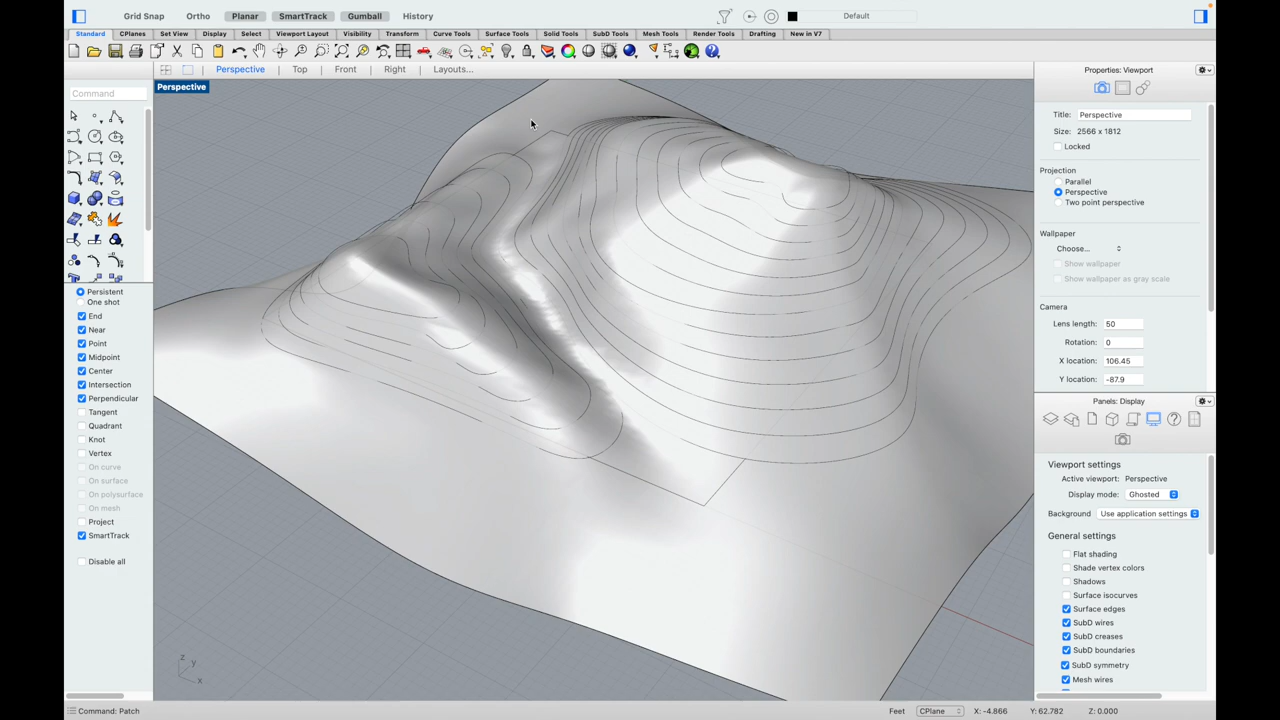 Grid Snap Ortho Planar SmartTrack Gumball History Default
Standard CPlanes Set View Display Select Viewport Layout Visibility Transform Curve Tools Surface Tools Solid Tools SubD Tools Mesh Tools Render Tools Drafting New in V7
Perspective Top Front Right Layouts...
Perspective
Command
Persistent
One shot
End
Near
Point
Midpoint
Center
Intersection
Perpendicular
Tangent
Quadrant
Knot
Vertex
On curve
On surface
On polysurface
On mesh
Project
SmartTrack
Disable all
z
y
x
Properties: Viewport
Title: Perspective
Size: 2566 x 1812
Locked
Projection
Parallel
Perspective
Two point perspective
Wallpaper
Choose...
Show wallpaper
Show wallpaper as gray scale
Camera
Lens length: 50
Rotation: 0
X location: 106.45
Y location: -87.9
Panels: Display
Viewport settings
Active viewport: Perspective
Display mode: Ghosted
Background: Use application settings
General settings
Flat shading
Shade vertex colors
Shadows
Surface isocurves
Surface edges
SubD wires
SubD creases
SubD boundaries
SubD symmetry
Mesh wires
Command: Patch Feet CPlane X: -4.866 Y: 62.782 Z: 0.000